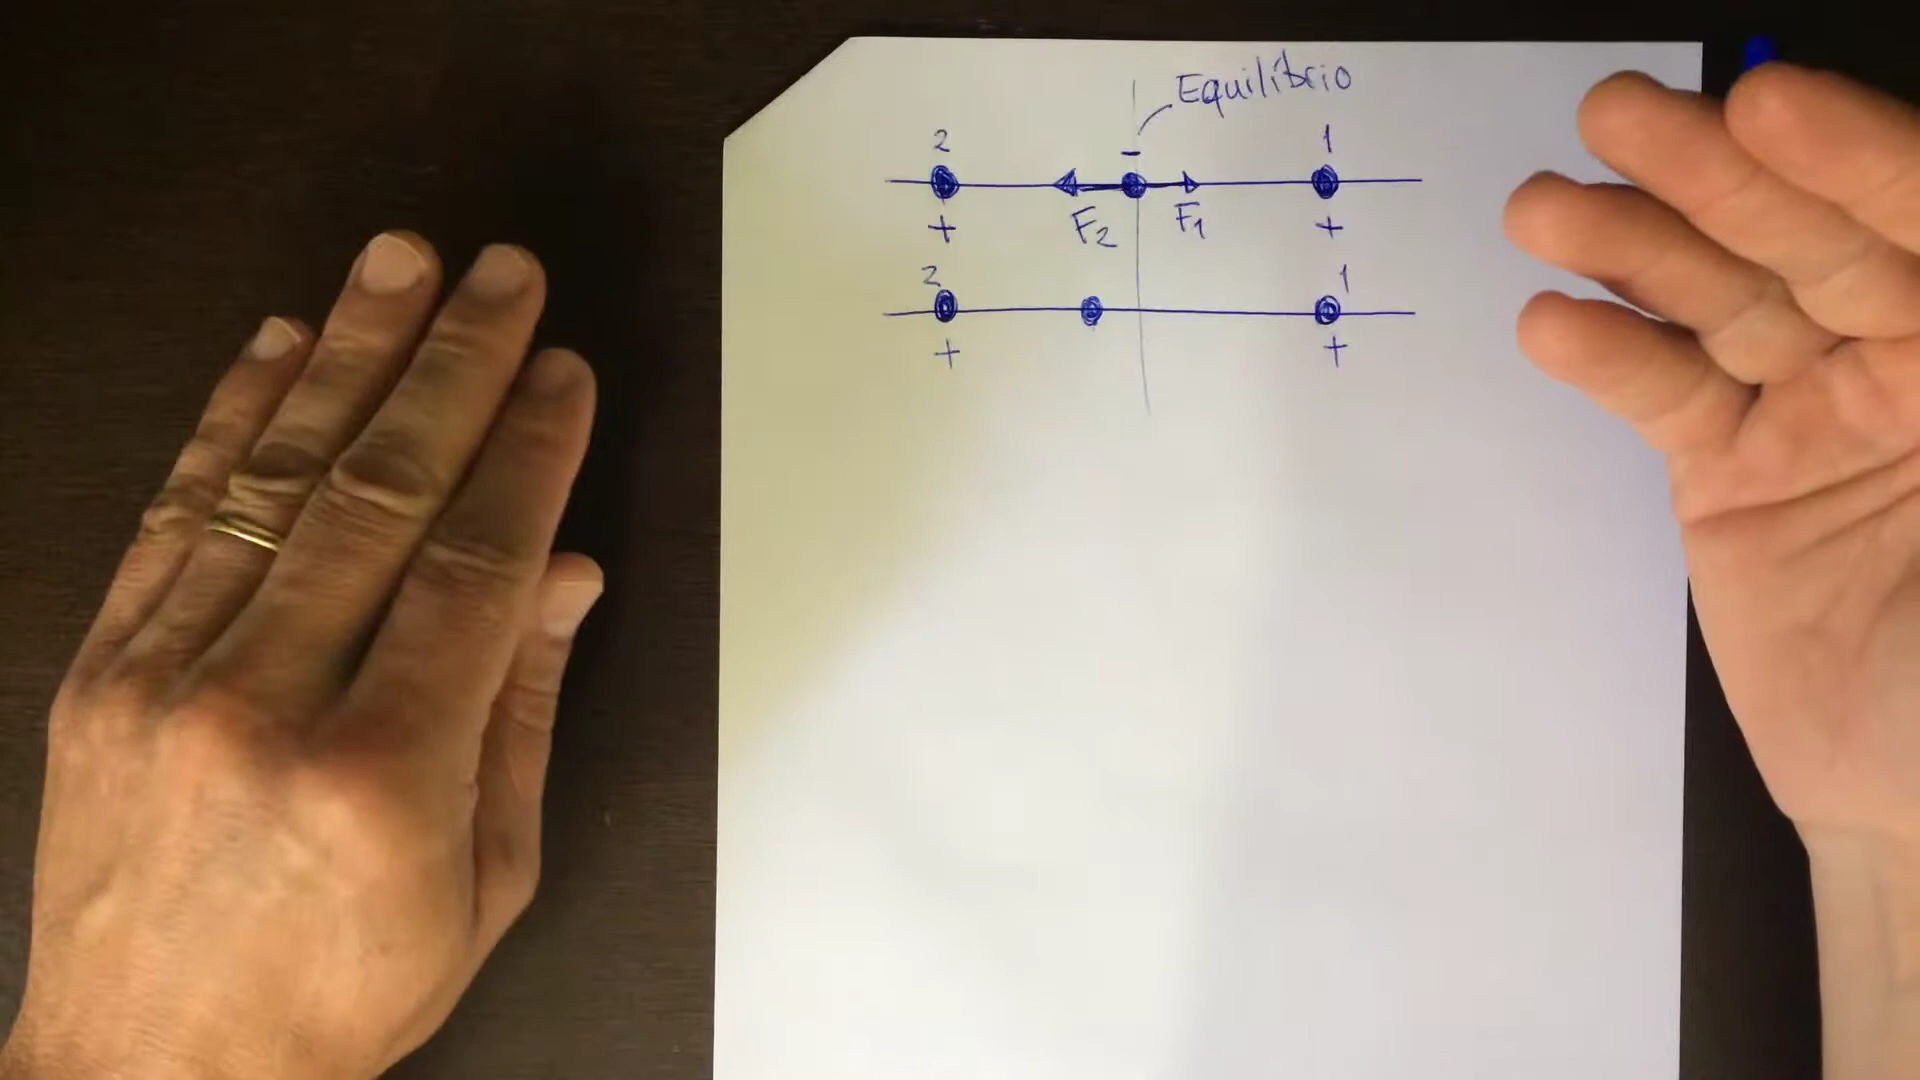 Equilíbrio
2 - 1
+ F2 F1 +
2 1
+ +